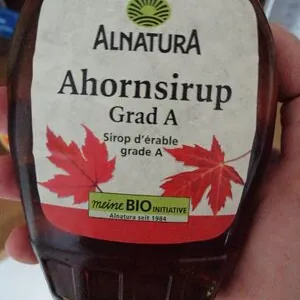 ALNATURA
Ahornsirup
Grad A
Sirop d'érable
grade A
meine BIO INITIATIVE
Alnatura seit 1984